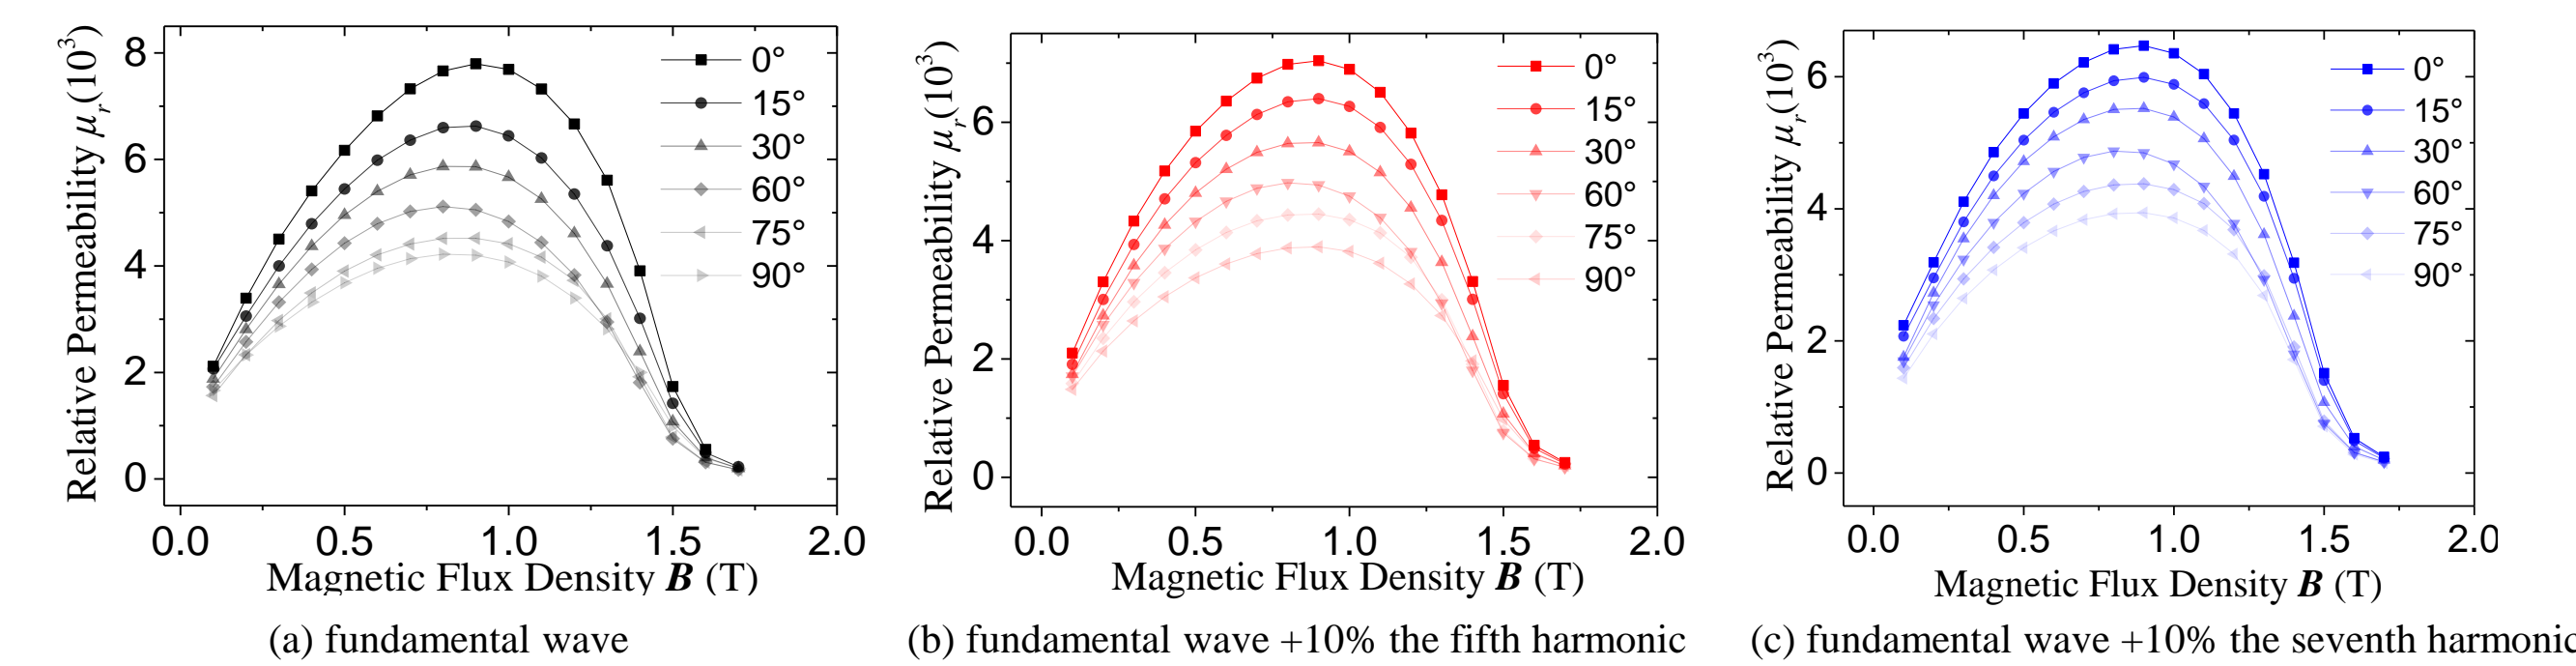 Relative Permeability μr(10³)
8
6
4
2
0
0.0 0.5 1.0 1.5 2.0
Magnetic Flux Density B (T)
0°
15°
30°
60°
75°
90°
(a) fundamental wave
Relative Permeability μr(10³)
6
4
2
0
0.0 0.5 1.0 1.5 2.0
Magnetic Flux Density B (T)
0°
15°
30°
60°
75°
90°
(b) fundamental wave +10% the fifth harmonic
Relative Permeability μr(10³)
6
4
2
0
0.0 0.5 1.0 1.5 2.0
Magnetic Flux Density B (T)
0°
15°
30°
60°
75°
90°
(c) fundamental wave +10% the seventh harmonic